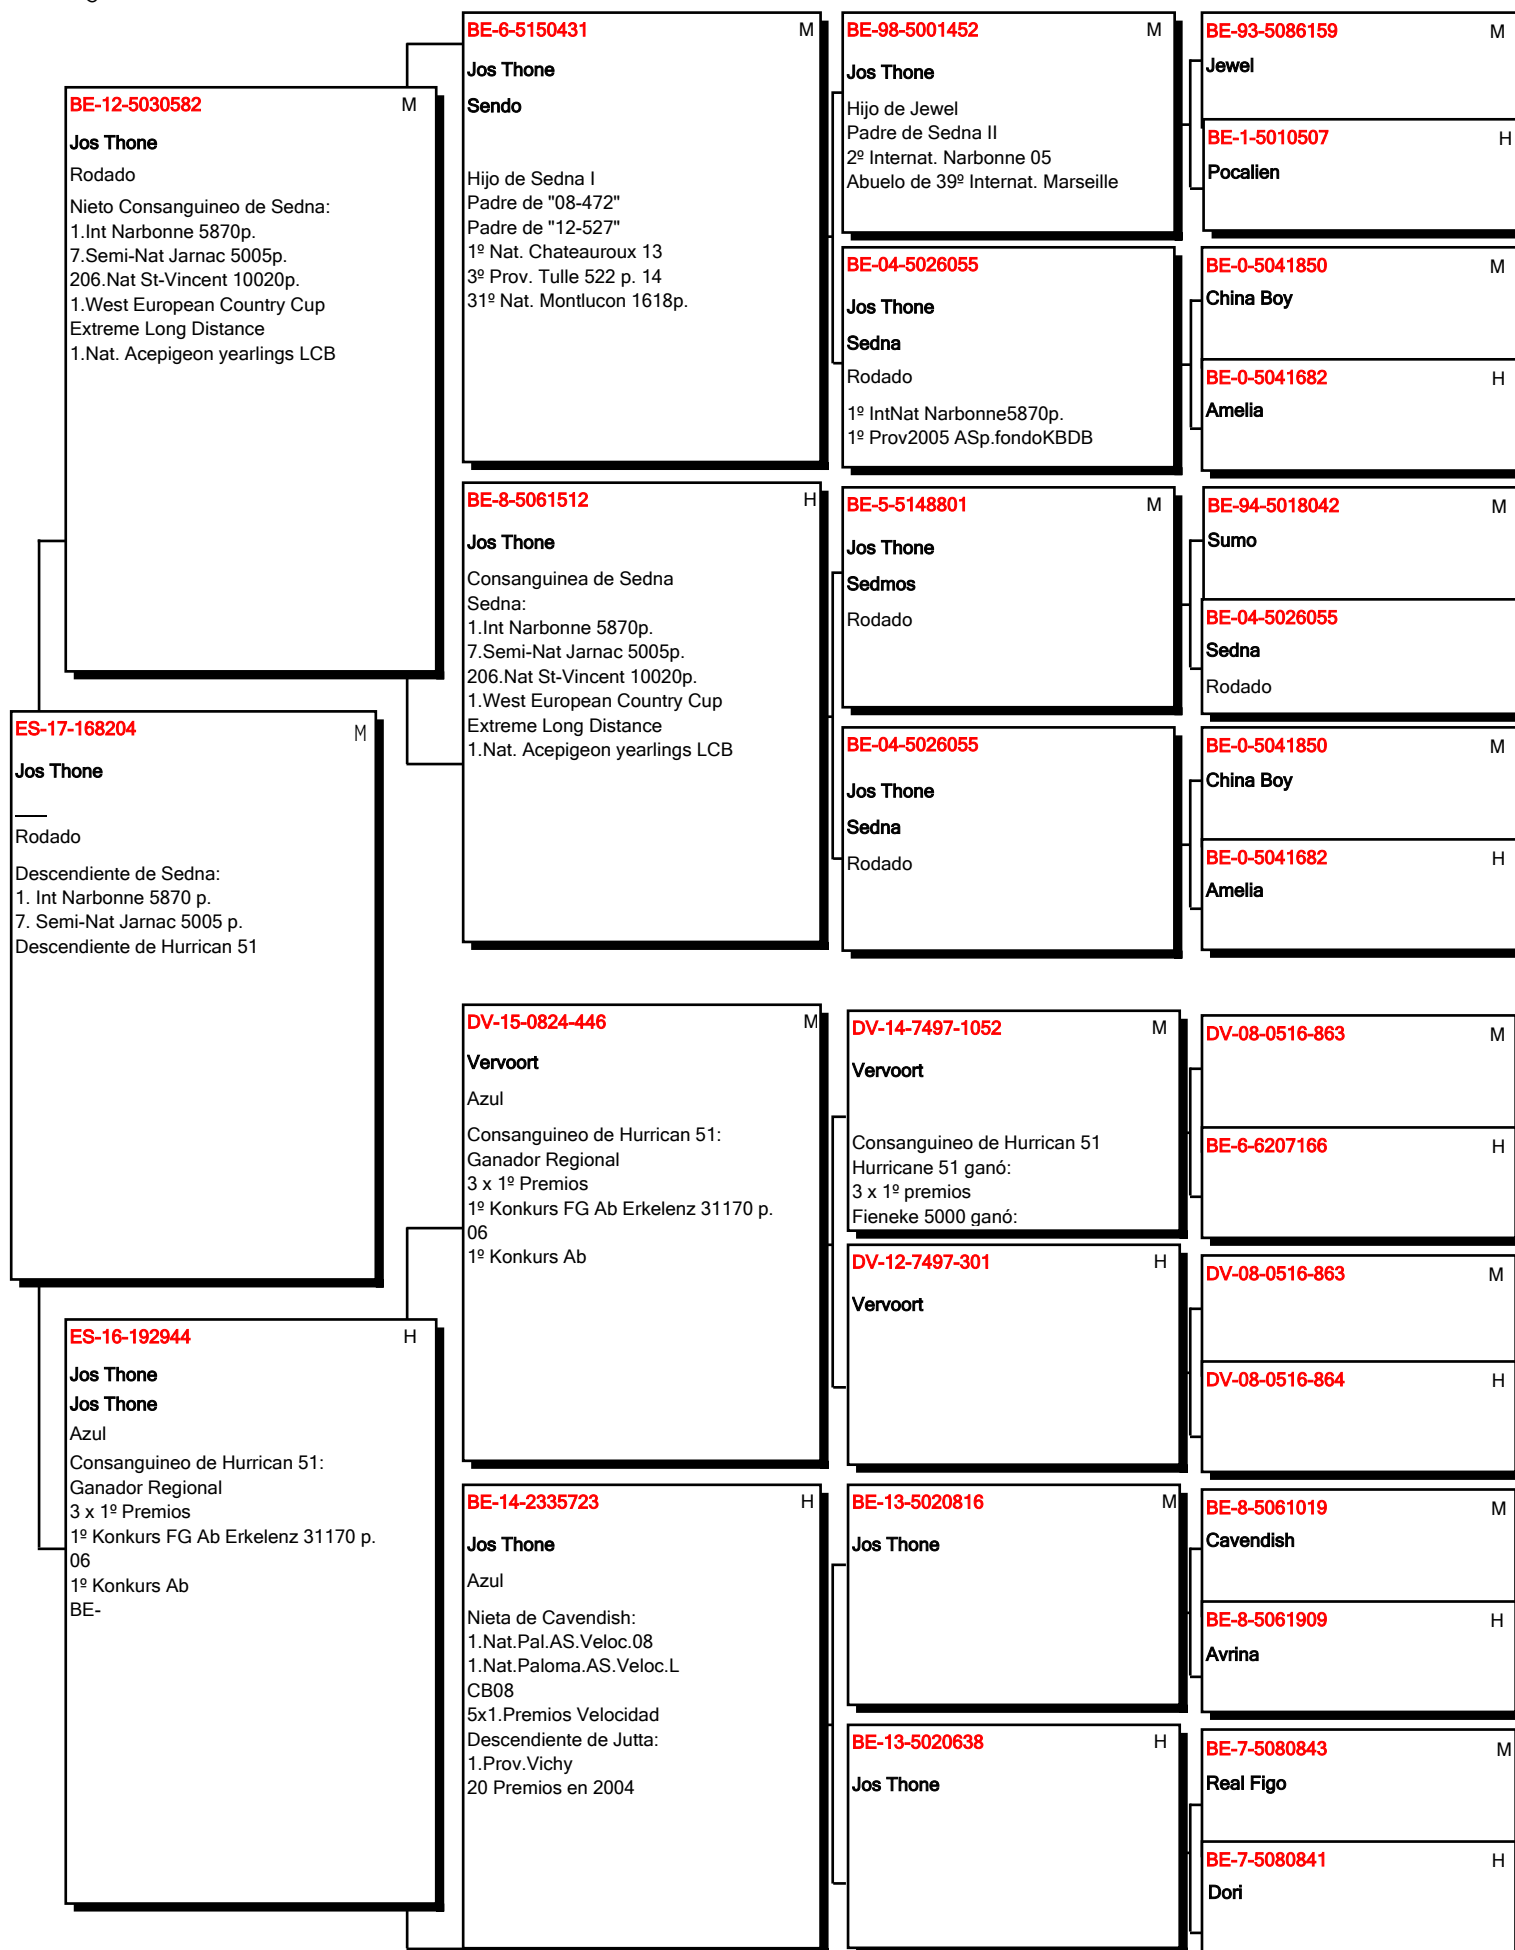 BE-12-5030582 M
Jos Thone
Rodado
Nieto Consanguineo de Sedna:
1.Int Narbonne 5870p.
7.Semi-Nat Jarnac 5005p.
206.Nat St-Vincent 10020p.
1.West European Country Cup
Extreme Long Distance
1.Nat. Acepigeon yearlings LCB
ES-17-168204 M
Jos Thone
Rodado
Descendiente de Sedna:
1. Int Narbonne 5870 p.
7. Semi-Nat Jarnac 5005 p.
Descendiente de Hurrican 51
ES-16-192944 H
Jos Thone
Jos Thone
Azul
Consanguineo de Hurrican 51:
Ganador Regional
3 x 1º Premios
1º Konkurs FG Ab Erkelenz 31170 p.
06
1º Konkurs Ab
BE-
BE-6-5150431 M
Jos Thone
Sendo
Hijo de Sedna I
Padre de "08-472"
Padre de "12-527"
1º Nat. Chateauroux 13
3º Prov. Tulle 522 p. 14
31º Nat. Montlucon 1618p.
BE-8-5061512 H
Jos Thone
Consanguinea de Sedna
Sedna:
1.Int Narbonne 5870p.
7.Semi-Nat Jarnac 5005p.
206.Nat St-Vincent 10020p.
1.West European Country Cup
Extreme Long Distance
1.Nat. Acepigeon yearlings LCB
DV-15-0824-446 M
Vervoort
Azul
Consanguineo de Hurrican 51:
Ganador Regional
3 x 1º Premios
1º Konkurs FG Ab Erkelenz 31170 p.
06
1º Konkurs Ab
BE-14-2335723 H
Jos Thone
Azul
Nieta de Cavendish:
1.Nat.Pal.AS.Veloc.08
1.Nat.Paloma.AS.Veloc.L
CB08
5x1.Premios Velocidad
Descendiente de Jutta:
1.Prov.Vichy
20 Premios en 2004
BE-98-5001452 M
Jos Thone
Hijo de Jewel
Padre de Sedna II
2º Internat. Narbonne 05
Abuelo de 39º Internat. Marseille
BE-04-5026055
Jos Thone
Sedna
Rodado
1º IntNat Narbonne5870p.
1º Prov2005 ASp.fondoKBDB
BE-5-5148801 M
Jos Thone
Sedmos
Rodado
BE-04-5026055
Jos Thone
Sedna
Rodado
DV-14-7497-1052 M
Vervoort
Consanguineo de Hurrican 51
Hurricane 51 ganó:
3 x 1º premios
Fieneke 5000 ganó:
DV-12-7497-301 H
Vervoort
BE-13-5020816 M
Jos Thone
BE-13-5020638 H
Jos Thone
BE-93-5086159 M
Jewel
BE-1-5010507 H
Pocalien
BE-0-5041850 M
China Boy
BE-0-5041682 H
Amelia
BE-94-5018042 M
Sumo
BE-04-5026055
Sedna
Rodado
BE-0-5041850 M
China Boy
BE-0-5041682 H
Amelia
DV-08-0516-863 M
BE-6-6207166 H
DV-08-0516-863 M
DV-08-0516-864 H
BE-8-5061019 M
Cavendish
BE-8-5061909 H
Avrina
BE-7-5080843 M
Real Figo
BE-7-5080841 H
Dori